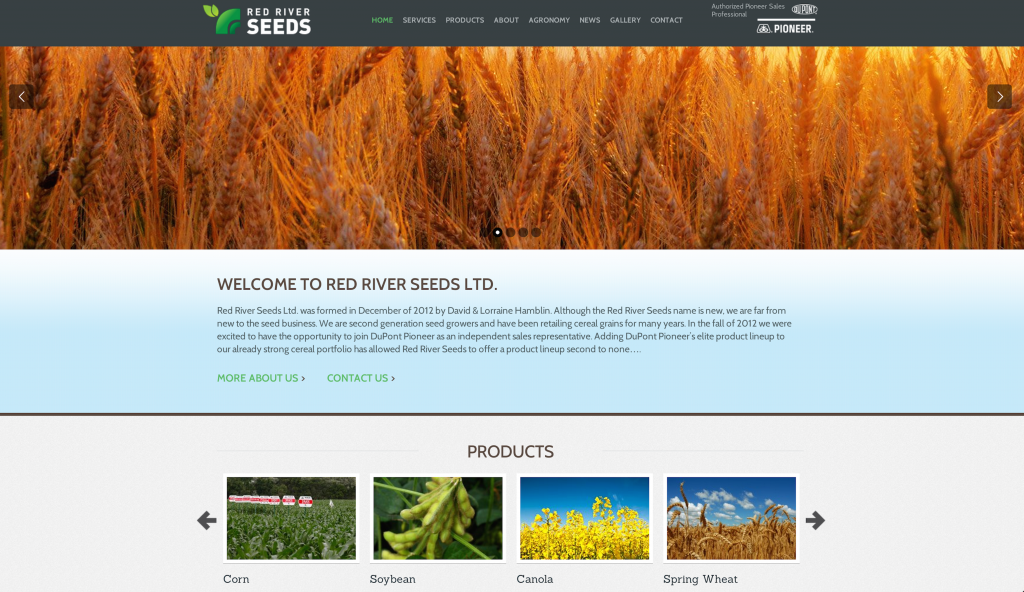 RED RIVER
SEEDS
HOME SERVICES PRODUCTS ABOUT AGRONOMY NEWS GALLERY CONTACT
Authorized Pioneer Sales
Professional
DUPONT
PIONEER.
WELCOME TO RED RIVER SEEDS LTD.
Red River Seeds Ltd. was formed in December of 2012 by David & Lorraine Hamblin. Although the Red River Seeds name is new, we are far from
new to the seed business. We are second generation seed growers and have been retailing cereal grains for many years. In the fall of 2012 we were
excited to have the opportunity to join DuPont Pioneer as an independent sales representative. Adding DuPont Pioneer's elite product lineup to
our already strong cereal portfolio has allowed Red River Seeds to offer a product lineup second to none….
MORE ABOUT US > CONTACT US >
PRODUCTS
Corn Soybean Canola Spring Wheat